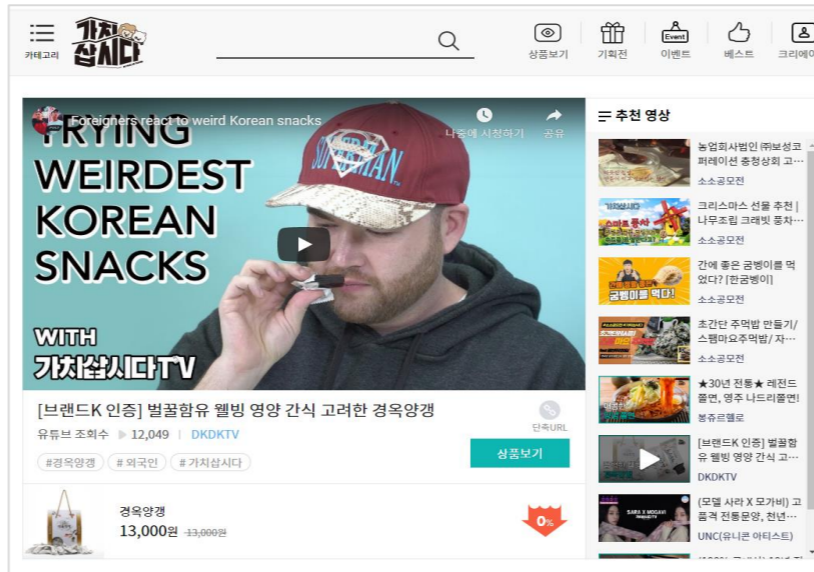 카테고리
가치
삽시다
상품보기
기획전
Event
이벤트
베스트
크리에이
Foreigners react to weird Korean snacks
나중에 시청하기
공유
TRYING
WEIRDEST
KOREAN
SNACKS
WITH
가치삽시다TV
SUPERMAN
[브랜드K 인증] 벌꿀함유 웰빙 영양 간식 고려한 경옥양갱
유튜브 조회수 12,049 | DKDKTV
단축URL
#경옥양갱 # 외국인 # 가치삽시다
상품보기
경옥양갱
13,000원 13,000원
0%
추천 영상
농업회사법인 ㈜보성코
퍼레이션 충청상회 고…
소소공모전
크리스마스 선물 추천 |
나무조립 크래빗 풍차…
소소공모전
스마트 풍차
간에 좋은 굼벵이를 먹
었다? [한굼벵이]
소소공모전
굼벵이를 먹다!
초간단 주먹밥 만들기/
스팸마요주먹밥/ 자…
소소공모전
★30년 전통★ 레전드
쫄면, 영주 나드리쫄면!
봉쥬르헬로
[브랜드K 인증] 벌꿀함
유 웰빙 영양 간식 고…
DKDKTV
(모델 사라 X 모가비) 고
품격 전통문양, 천년…
UNC(유니콘 아티스트)
SARA X MOGAVI